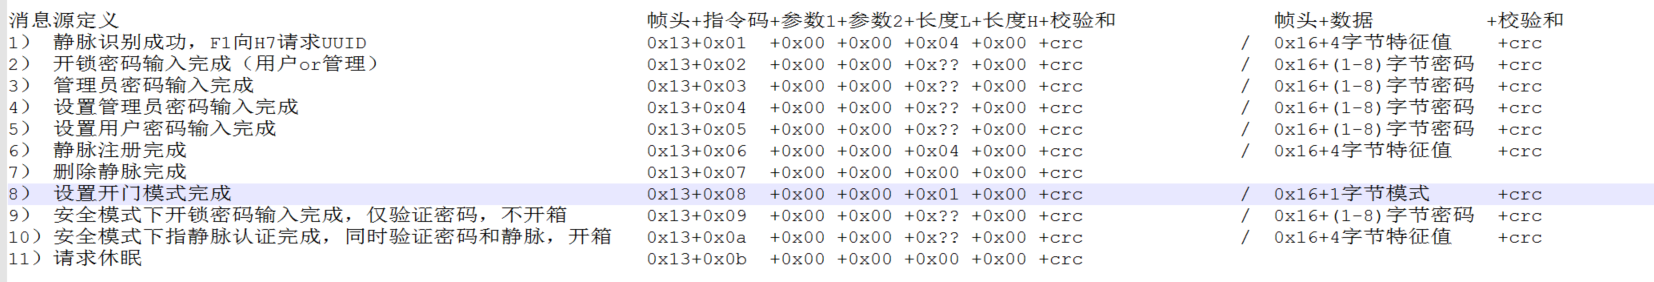 消息源定义 帧头+指令码+参数1+参数2+长度L+长度H+校验和 帧头+数据 +校验和
1) 静脉识别成功，F1向H7请求UUID 0x13+0x01 +0x00 +0x00 +0x04 +0x00 +crc / 0x16+4字节特征值 +crc
2) 开锁密码输入完成（用户or管理） 0x13+0x02 +0x00 +0x00 +0x?? +0x00 +crc / 0x16+(1-8)字节密码 +crc
3) 管理员密码输入完成 0x13+0x03 +0x00 +0x00 +0x?? +0x00 +crc / 0x16+(1-8)字节密码 +crc
4) 设置管理员密码输入完成 0x13+0x04 +0x00 +0x00 +0x?? +0x00 +crc / 0x16+(1-8)字节密码 +crc
5) 设置用户密码输入完成 0x13+0x05 +0x00 +0x00 +0x?? +0x00 +crc / 0x16+(1-8)字节密码 +crc
6) 静脉注册完成 0x13+0x06 +0x00 +0x00 +0x04 +0x00 +crc / 0x16+4字节特征值 +crc
7) 删除静脉完成 0x13+0x07 +0x00 +0x00 +0x00 +0x00 +crc
8) 设置开门模式完成 0x13+0x08 +0x00 +0x00 +0x01 +0x00 +crc / 0x16+1字节模式 +crc
9) 安全模式下开锁密码输入完成，仅验证密码，不开箱 0x13+0x09 +0x00 +0x00 +0x?? +0x00 +crc / 0x16+(1-8)字节密码 +crc
10) 安全模式下指静脉认证完成，同时验证密码和静脉，开箱 0x13+0x0a +0x00 +0x00 +0x?? +0x00 +crc / 0x16+4字节特征值 +crc
11) 请求休眠 0x13+0x0b +0x00 +0x00 +0x00 +0x00 +crc